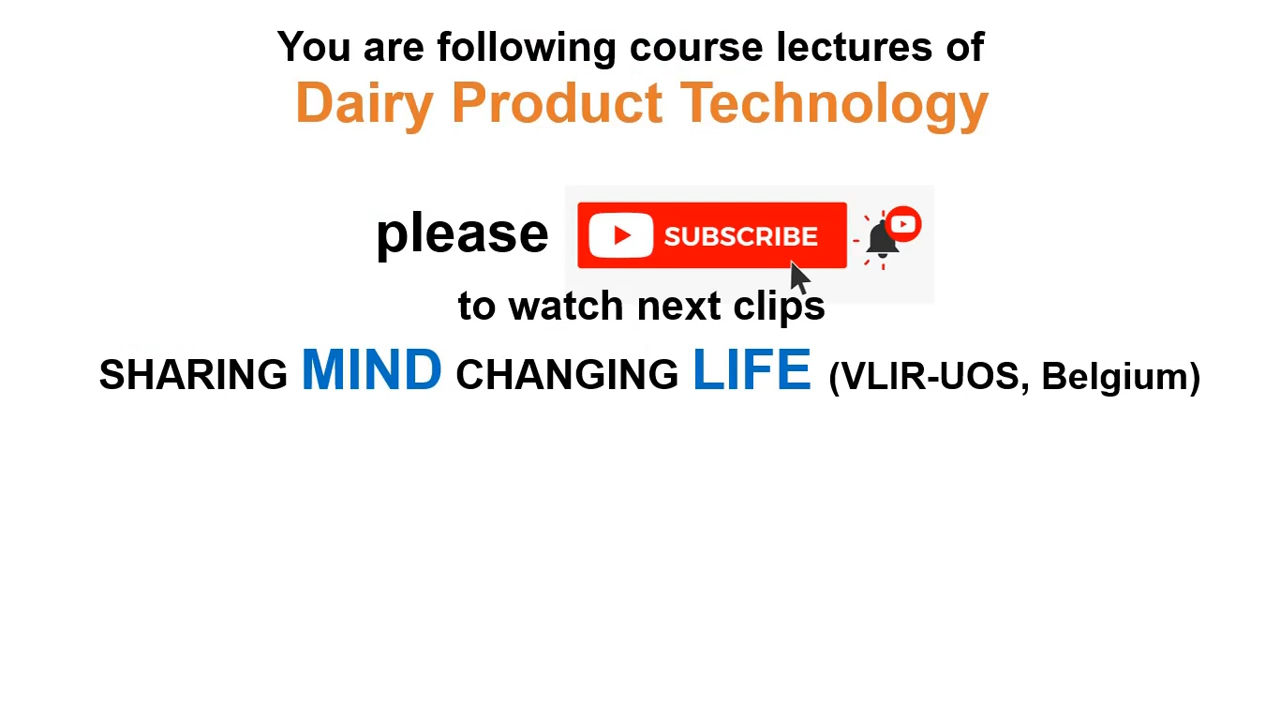 You are following course lectures of
Dairy Product Technology
please SUBSCRIBE
to watch next clips
SHARING MIND CHANGING LIFE (VLIR-UOS, Belgium)